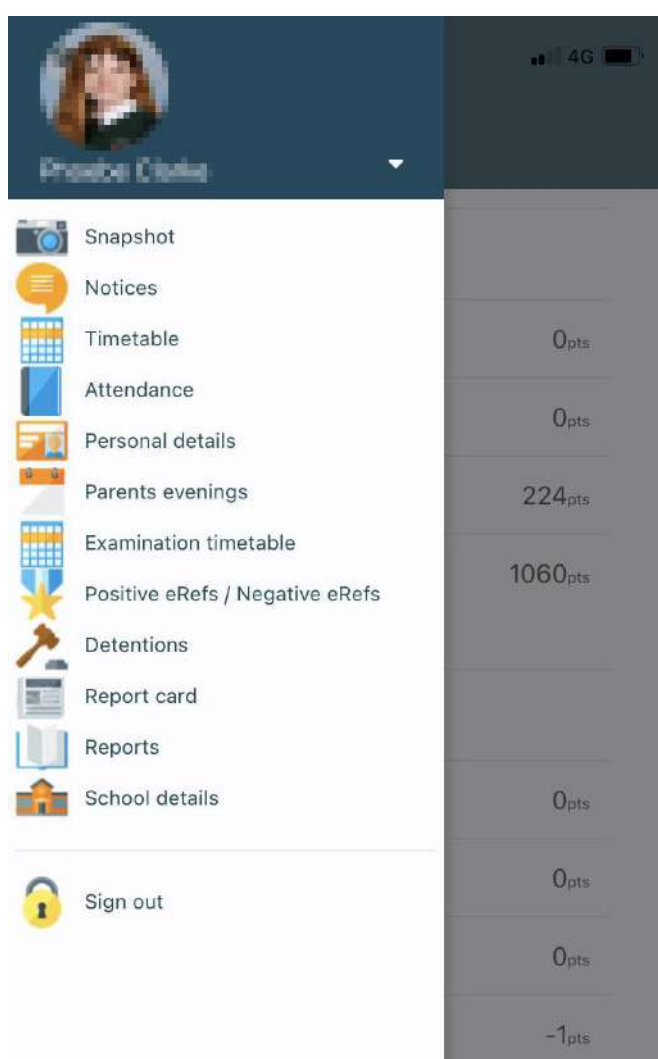 4G
Snapshot
Notices
Timetable
0pts
Attendance
0pts
Personal details
Parents evenings
224pts
Examination timetable
1060pts
Positive eRefs / Negative eRefs
Detentions
Report card
Reports
School details
0pts
0pts
Sign out
0pts
-1pts